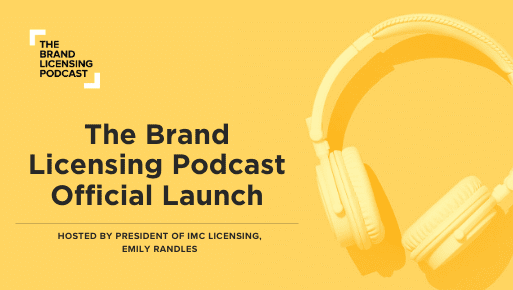 THE
BRAND
LICENSING
PODCAST
The Brand
Licensing Podcast
Official Launch
HOSTED BY PRESIDENT OF IMC LICENSING,
EMILY RANDLES